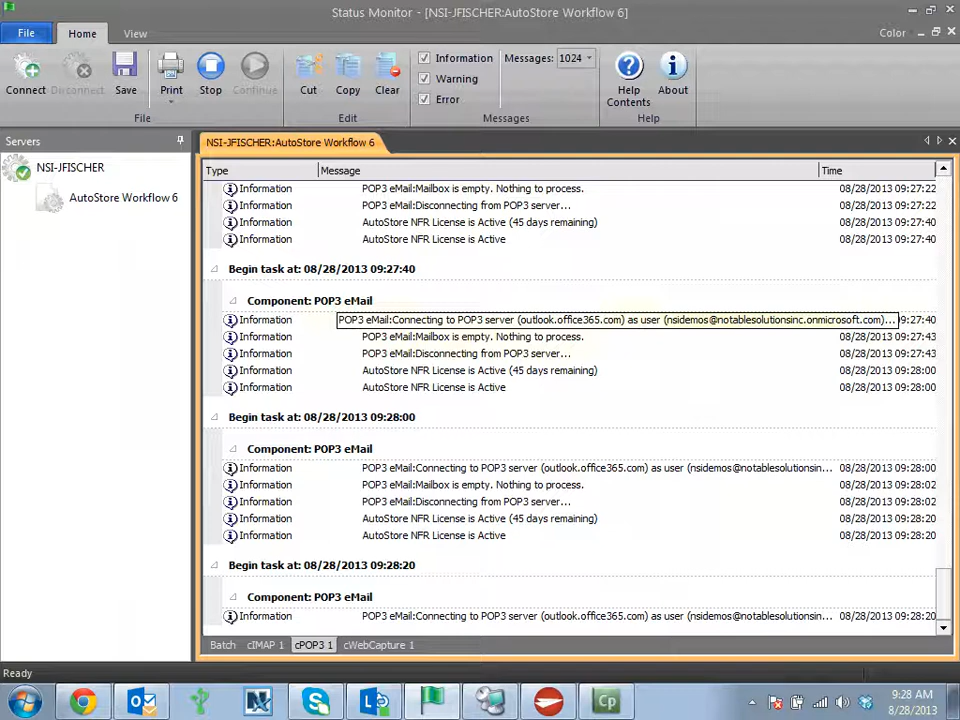 Status Monitor - [NSI-JFISCHER:AutoStore Workflow 6]
File Home View Color
Connect Disconnect Save Print Stop Continue Cut Copy Clear
Information Messages: 1024
Warning
Error
Help Contents About
File Edit Messages Help
Servers
NSI-JFISCHER:AutoStore Workflow 6
NSI-JFISCHER
AutoStore Workflow 6
Type Message Time
Information POP3 eMail:Mailbox is empty. Nothing to process. 08/28/2013 09:27:22
Information POP3 eMail:Disconnecting from POP3 server... 08/28/2013 09:27:22
Information AutoStore NFR License is Active (45 days remaining) 08/28/2013 09:27:40
Information AutoStore NFR License is Active 08/28/2013 09:27:40
Begin task at: 08/28/2013 09:27:40
Component: POP3 eMail
Information POP3 eMail:Connecting to POP3 server (outlook.office365.com) as user (nsidemos@notablesolutionsinc.onmicrosoft.com)... 09:27:40
Information POP3 eMail:Mailbox is empty. Nothing to process. 08/28/2013 09:27:43
Information POP3 eMail:Disconnecting from POP3 server... 08/28/2013 09:27:43
Information AutoStore NFR License is Active (45 days remaining) 08/28/2013 09:28:00
Information AutoStore NFR License is Active 08/28/2013 09:28:00
Begin task at: 08/28/2013 09:28:00
Component: POP3 eMail
Information POP3 eMail:Connecting to POP3 server (outlook.office365.com) as user (nsidemos@notablesolutionsin... 08/28/2013 09:28:00
Information POP3 eMail:Mailbox is empty. Nothing to process. 08/28/2013 09:28:02
Information POP3 eMail:Disconnecting from POP3 server... 08/28/2013 09:28:02
Information AutoStore NFR License is Active (45 days remaining) 08/28/2013 09:28:20
Information AutoStore NFR License is Active 08/28/2013 09:28:20
Begin task at: 08/28/2013 09:28:20
Component: POP3 eMail
Information POP3 eMail:Connecting to POP3 server (outlook.office365.com) as user (nsidemos@notablesolutionsin... 08/28/2013 09:28:20
Batch cIMAP 1 cPOP3 1 cWebCapture 1
Ready
Cp
9:28 AM
8/28/2013